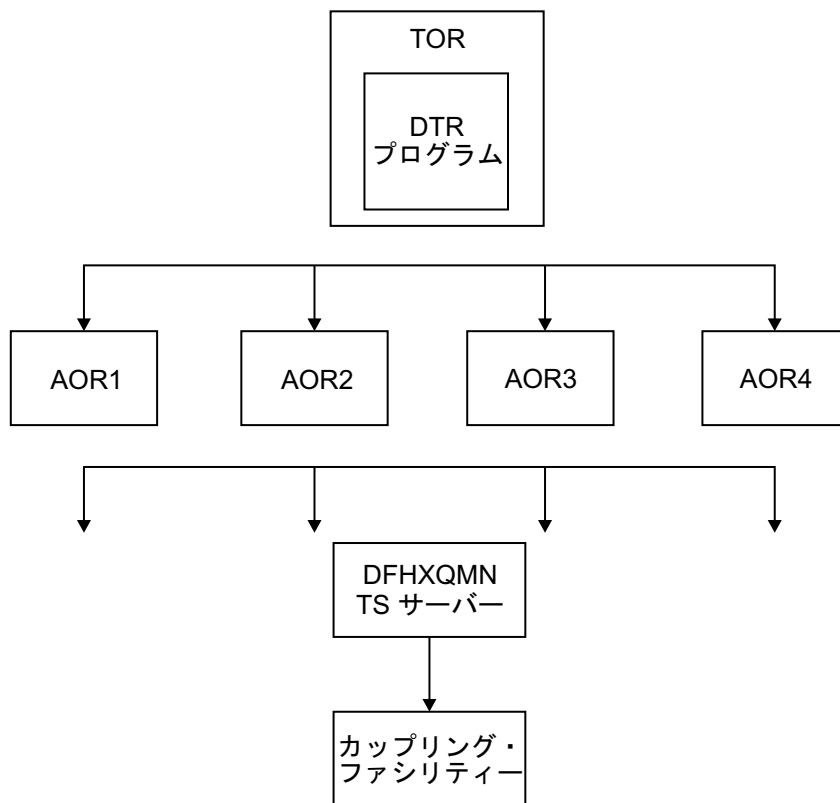 TOR
DTR
プログラム
AOR1
AOR2
AOR3
AOR4
DFHXQMN
TS サーバー
カップリング・
ファシリティー